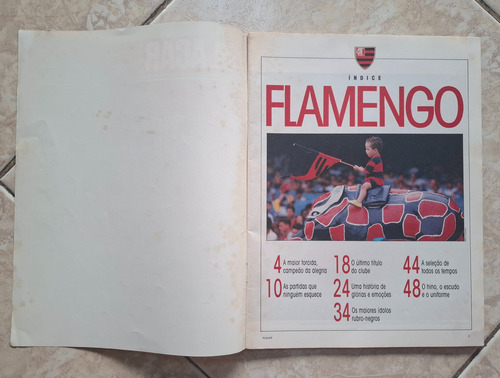 ÍNDICE
FLAMENGO
4 A maior torcida,
campeão da alegria
10 As partidas que
ninguém esquece
18 O último título
do clube
24 Uma história de
glórias e emoções
34 Os maiores ídolos
rubro-negros
44 A seleção de
todos os tempos
48 O hino, o escudo
e o uniforme
PLACAR